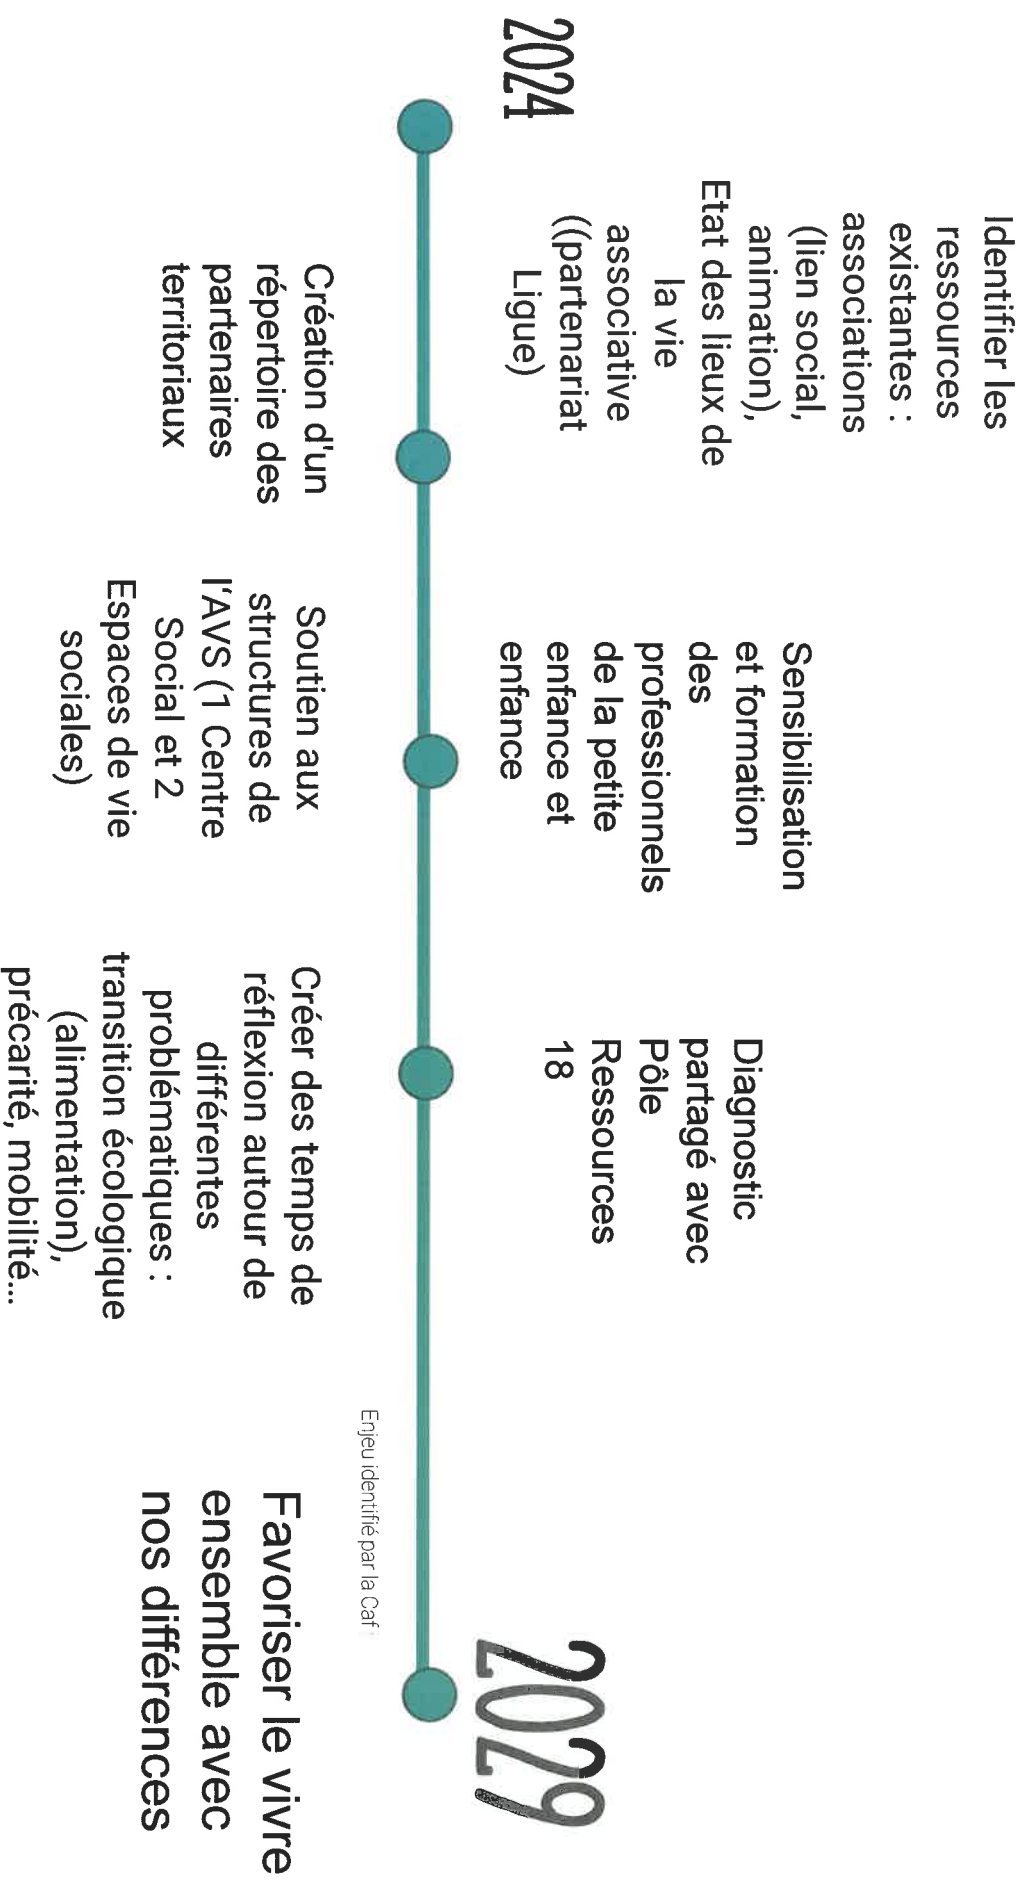 2024
Identifier les
ressources
existantes :
associations
(lien social,
animation),
Etat des lieux de
la vie
associative
((partenariat
Ligue)
Création d'un
répertoire des
partenaires
territoriaux
Sensibilisation
et formation
des
professionnels
de la petite
enfance et
enfance
Soutien aux
structures de
l'AVS (1 Centre
Social et 2
Espaces de vie
sociales)
Diagnostic
partagé avec
Pôle
Ressources
18
Créer des temps de
réflexion autour de
différentes
problématiques :
transition écologique
(alimentation),
précarité, mobilité...
2029
Enjeu identifié par la Caf :
Favoriser le vivre
ensemble avec
nos différences